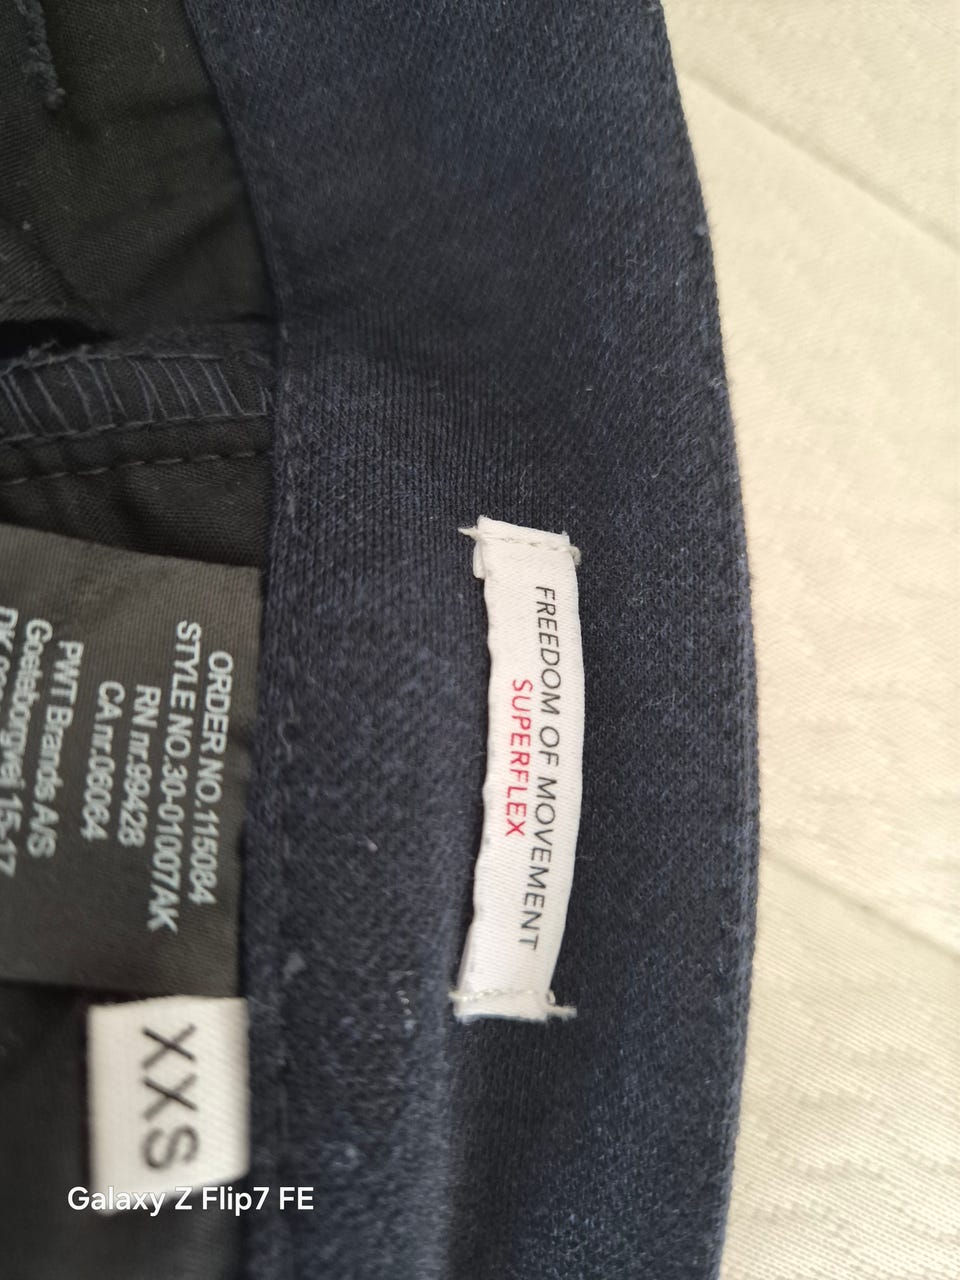 FREEDOM OF MOVEMENT
SUPERFLEX
ORDER NO.115084
STYLE NO.30-01007AK
RN nr.99428
CA nr.06064
PWT Brands A/S
Goeteborgvej 15-17
DK
XXS
Galaxy Z Flip7 FE